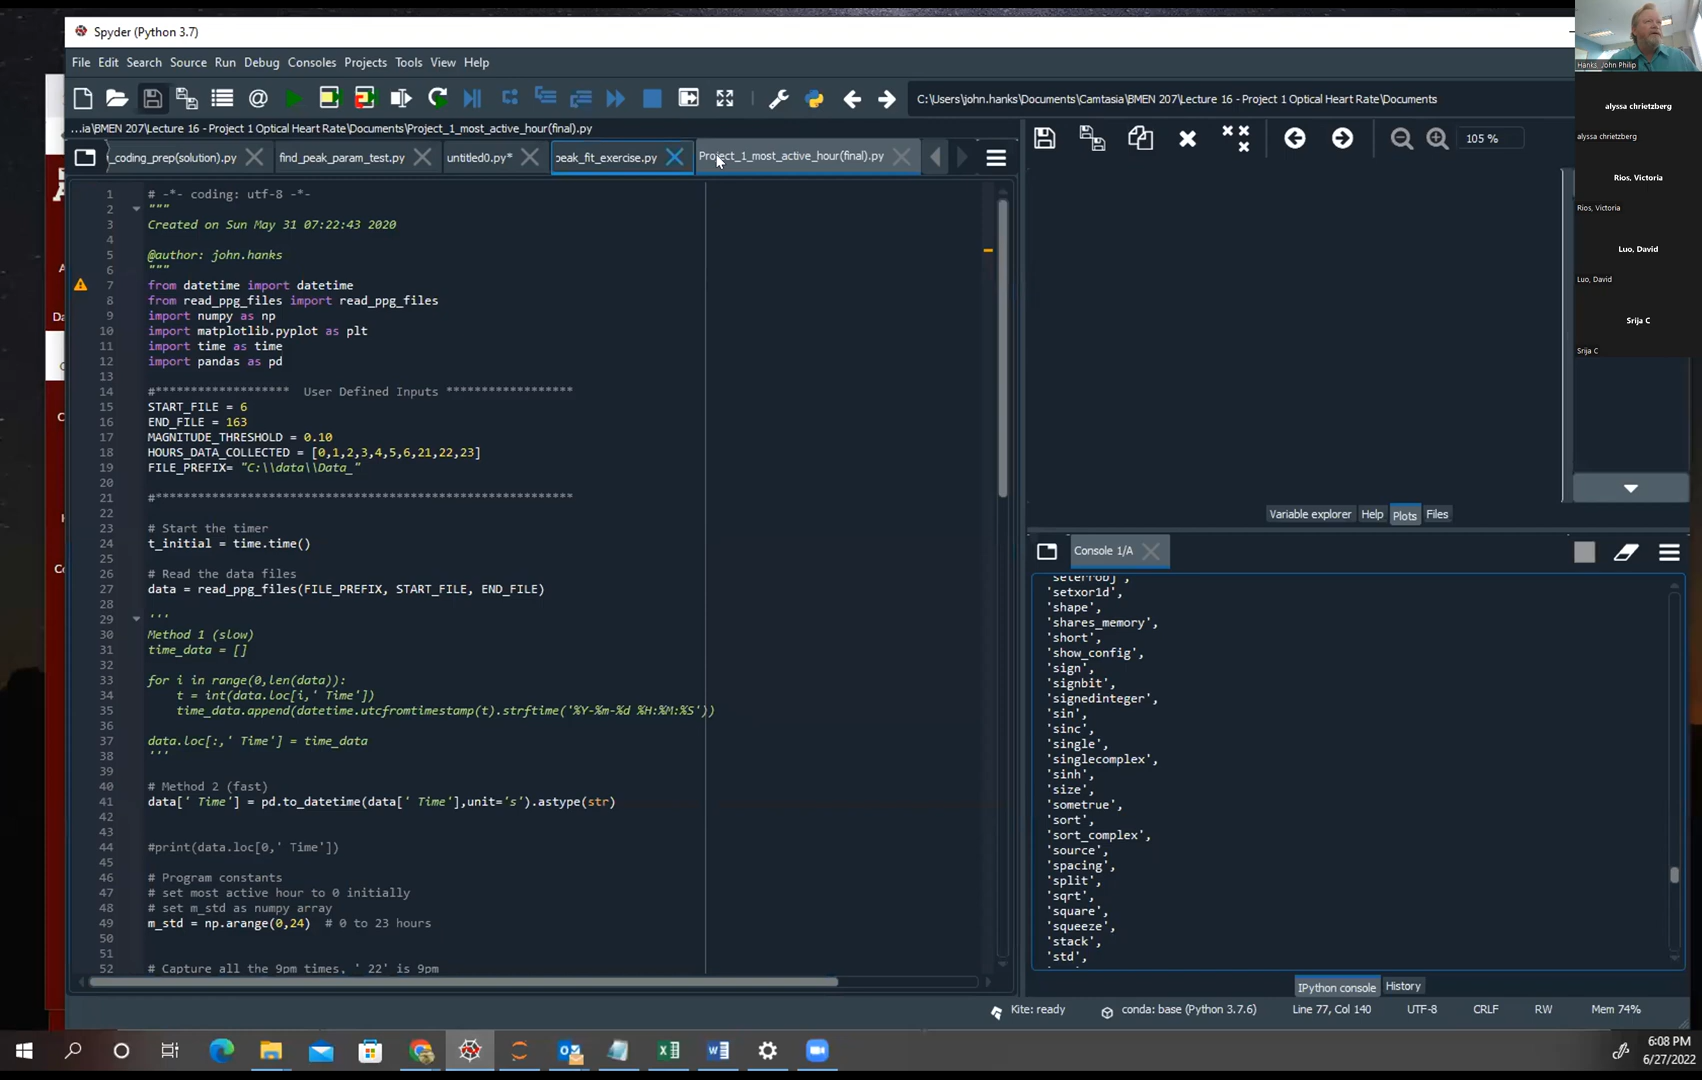 Spyder (Python 3.7)
File Edit Search Source Run Debug Consoles Projects Tools View Help
C:\Users\john.hanks\Documents\Camtasia\BMEN 207\Lecture 16 - Project 1 Optical Heart Rate\Documents
...ia\BMEN 207\Lecture 16 - Project 1 Optical Heart Rate\Documents\Project_1_most_active_hour(final).py
_coding_prep(solution).py find_peak_param_test.py untitled0.py* peak_fit_exercise.py Project_1_most_active_hour(final).py
105 %
1 # -*- coding: utf-8 -*-
2 """
3 Created on Sun May 31 07:22:43 2020
4
5 @author: john.hanks
6 """
7 from datetime import datetime
8 from read_ppg_files import read_ppg_files
9 import numpy as np
10 import matplotlib.pyplot as plt
11 import time as time
12 import pandas as pd
13
14 #****************** User Defined Inputs ******************
15 START_FILE = 6
16 END_FILE = 163
17 MAGNITUDE_THRESHOLD = 0.10
18 HOURS_DATA_COLLECTED = [0,1,2,3,4,5,6,21,22,23]
19 FILE_PREFIX= "C:\\data\\Data_"
20
21 #***********************************************************
22
23 # Start the timer
24 t_initial = time.time()
25
26 # Read the data files
27 data = read_ppg_files(FILE_PREFIX, START_FILE, END_FILE)
28
29 '''
30 Method 1 (slow)
31 time_data = []
32
33 for i in range(0,len(data)):
34 t = int(data.loc[i,' Time'])
35 time_data.append(datetime.utcfromtimestamp(t).strftime('%Y-%m-%d %H:%M:%S'))
36
37 data.loc[:,' Time'] = time_data
38 '''
39
40 # Method 2 (fast)
41 data[' Time'] = pd.to_datetime(data[' Time'],unit='s').astype(str)
42
43
44 #print(data.loc[0,' Time'])
45
46 # Program constants
47 # set most active hour to 0 initially
48 # set m_std as numpy array
49 m_std = np.arange(0,24) # 0 to 23 hours
50
51
52 # Capture all the 9pm times, ' 22' is 9pm
Variable explorer Help Plots Files
Console 1/A
'seterrobj',
'setxor1d',
'shape',
'shares_memory',
'short',
'show_config',
'sign',
'signbit',
'signedinteger',
'sin',
'sinc',
'single',
'singlecomplex',
'sinh',
'size',
'sometrue',
'sort',
'sort_complex',
'source',
'spacing',
'split',
'sqrt',
'square',
'squeeze',
'stack',
'std',
IPython console History
Kite: ready conda: base (Python 3.7.6) Line 77, Col 140 UTF-8 CRLF RW Mem 74%
6:08 PM
6/27/2022
Hanks, John Philip
alyssa chrietzberg
alyssa chrietzberg
Rios, Victoria
Rios, Victoria
Luo, David
Luo, David
Srija C
Srija C